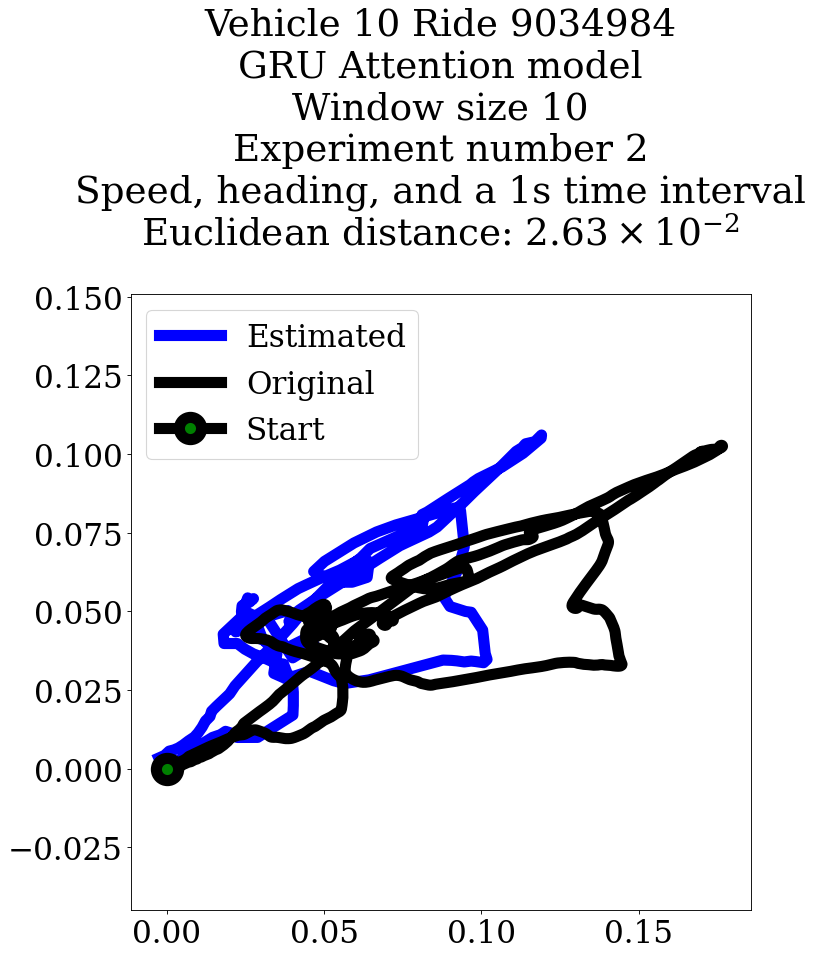 Vehicle 10 Ride 9034984
GRU Attention model
Window size 10
Experiment number 2
Speed, heading, and a 1s time interval
Euclidean distance: 2.63 × 10⁻²
0.150
0.125
0.100
0.075
0.050
0.025
0.000
−0.025
Estimated
Original
Start
0.00 0.05 0.10 0.15